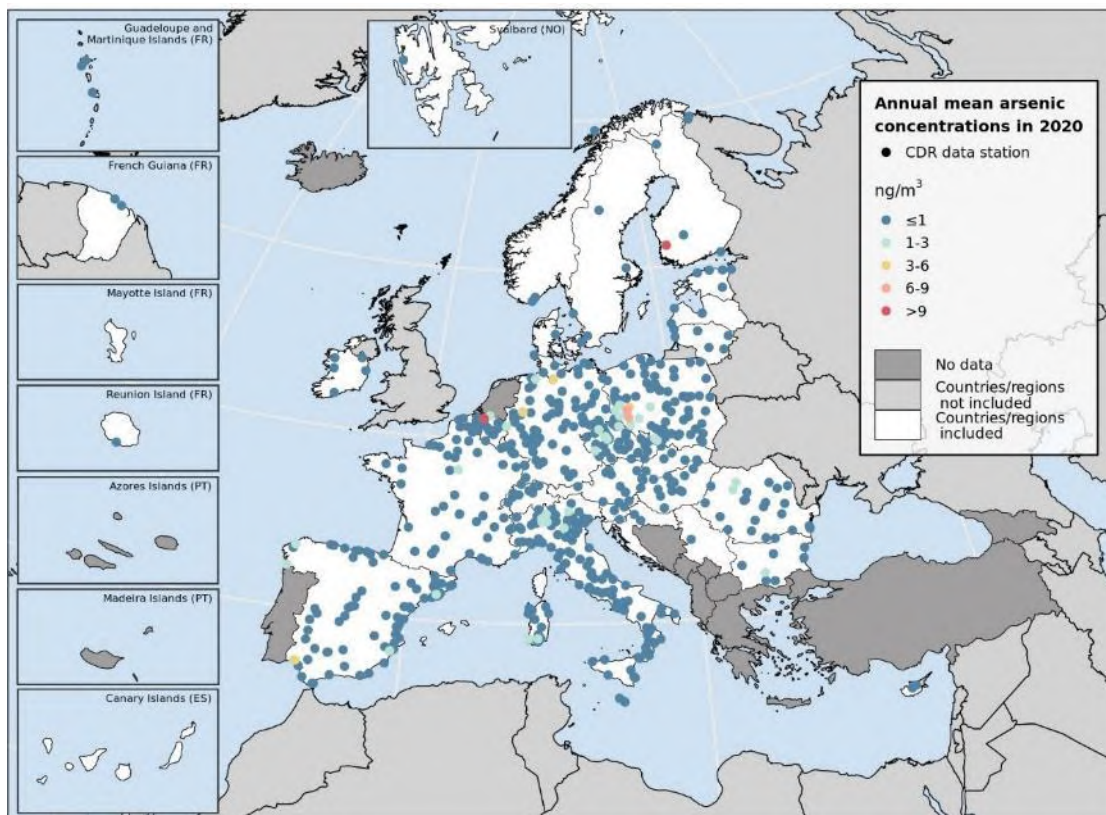 Guadeloupe and
Martinique Islands (FR)
Svalbard (NO)
French Guiana (FR)
Mayotte Island (FR)
Reunion Island (FR)
Azores Islands (PT)
Madeira Islands (PT)
Canary Islands (ES)
Annual mean arsenic
concentrations in 2020
CDR data station
ng/m³
≤1
1-3
3-6
6-9
>9
No data
Countries/regions
not included
Countries/regions
included